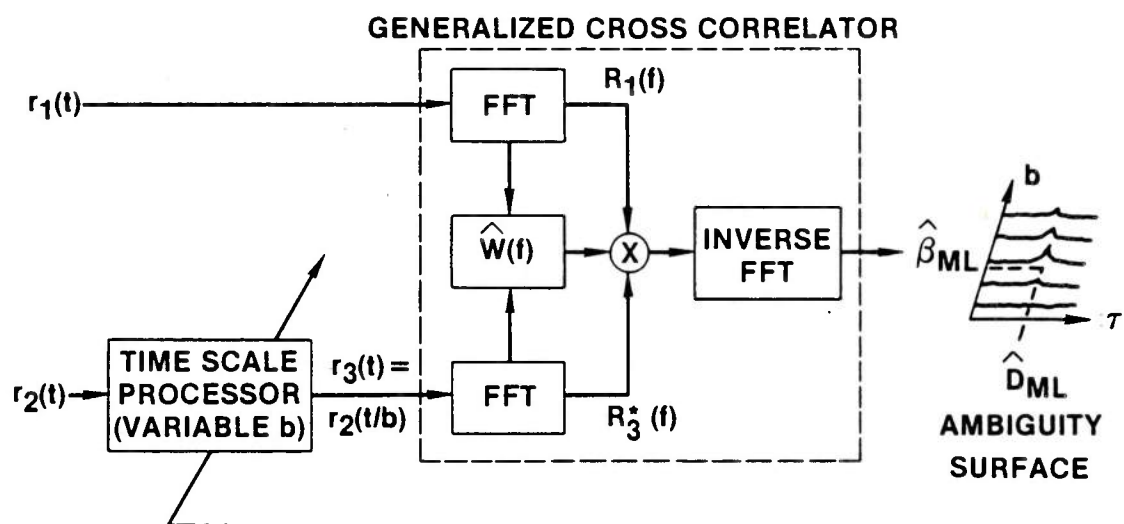 GENERALIZED CROSS CORRELATOR
r₁(t)
FFT
R₁(f)
Ŵ(f)
X
INVERSE
FFT
r₂(t)
TIME SCALE
PROCESSOR
(VARIABLE b)
r₃(t) =
r₂(t/b)
FFT
R₃*(f)
b
β̂ML
τ
D̂ML
AMBIGUITY
SURFACE